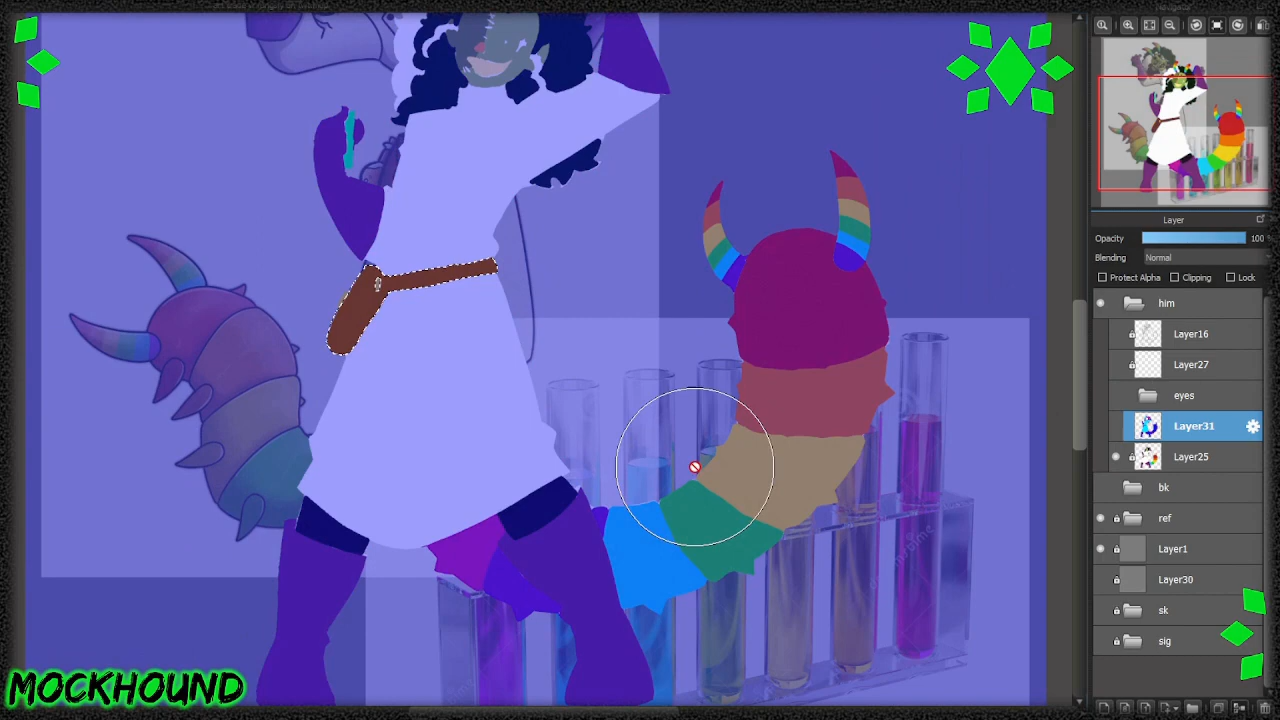 Layer
Opacity 100
Blending Normal
Protect Alpha Clipping Lock
him
Layer16
Layer27
eyes
Layer31
Layer25
bk
ref
Layer1
Layer30
sk
sig
MOCKHOUND